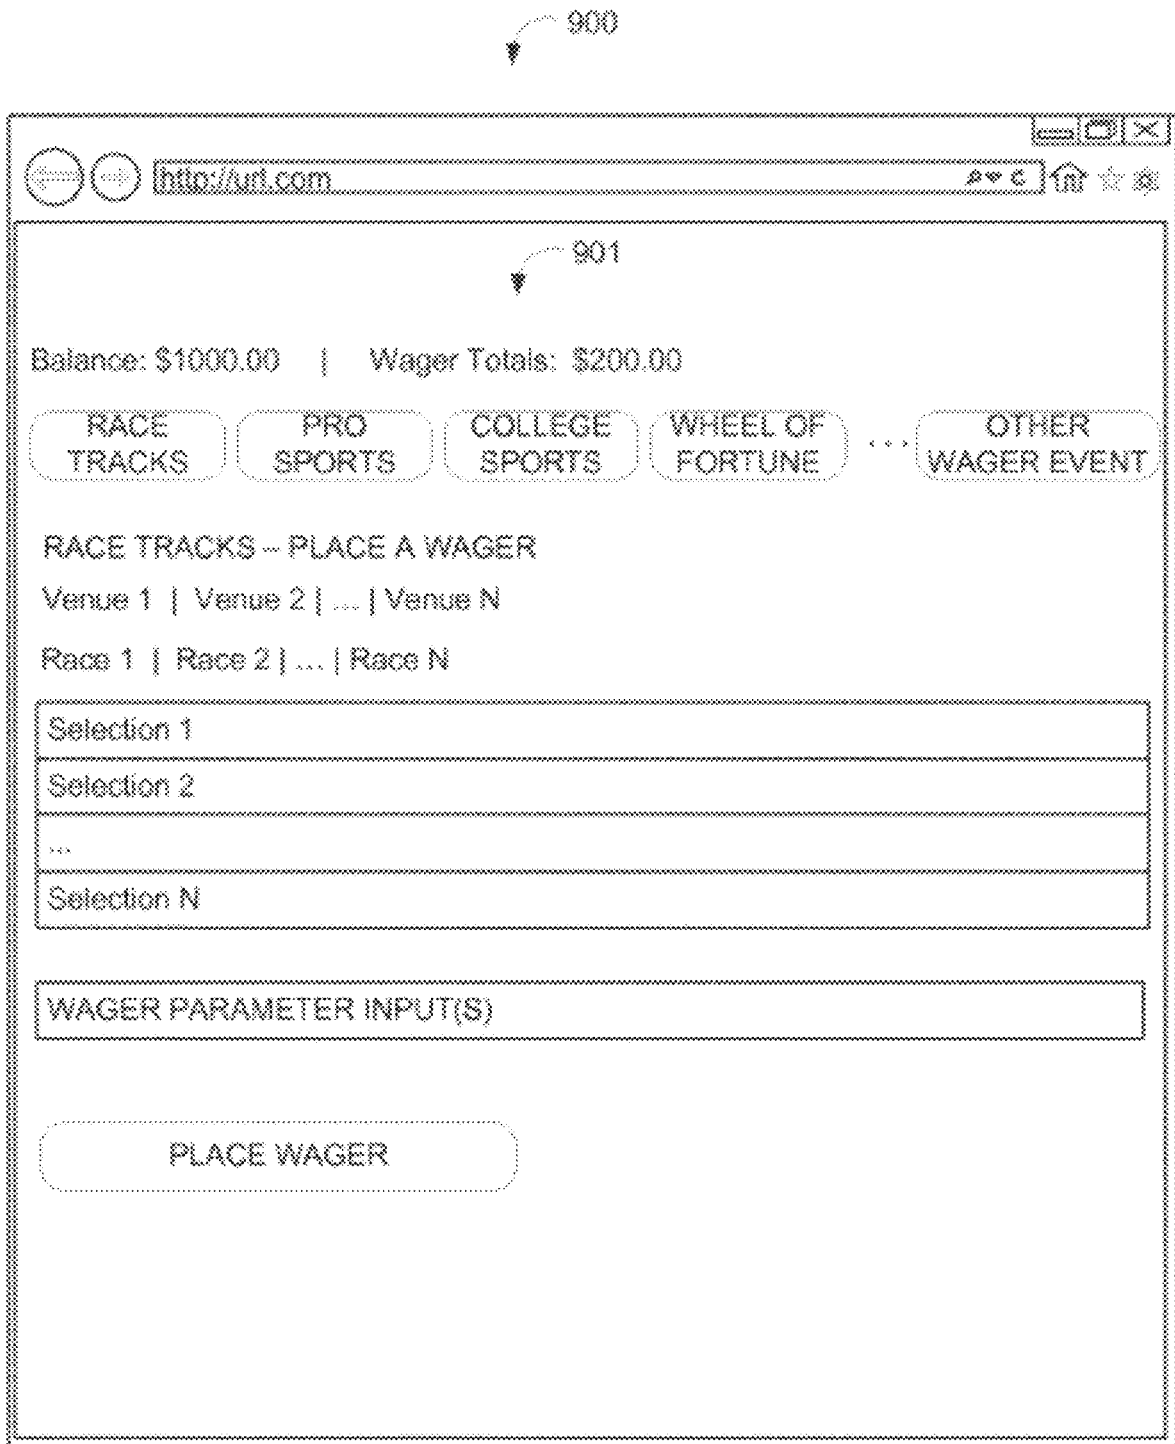 900
http://url.com
901
Balance: $1000.00 | Wager Totals: $200.00
RACE TRACKS
PRO SPORTS
COLLEGE SPORTS
WHEEL OF FORTUNE
...
OTHER WAGER EVENT
RACE TRACKS – PLACE A WAGER
Venue 1 | Venue 2 | ... | Venue N
Race 1 | Race 2 | ... | Race N
Selection 1
Selection 2
...
Selection N
WAGER PARAMETER INPUT(S)
PLACE WAGER